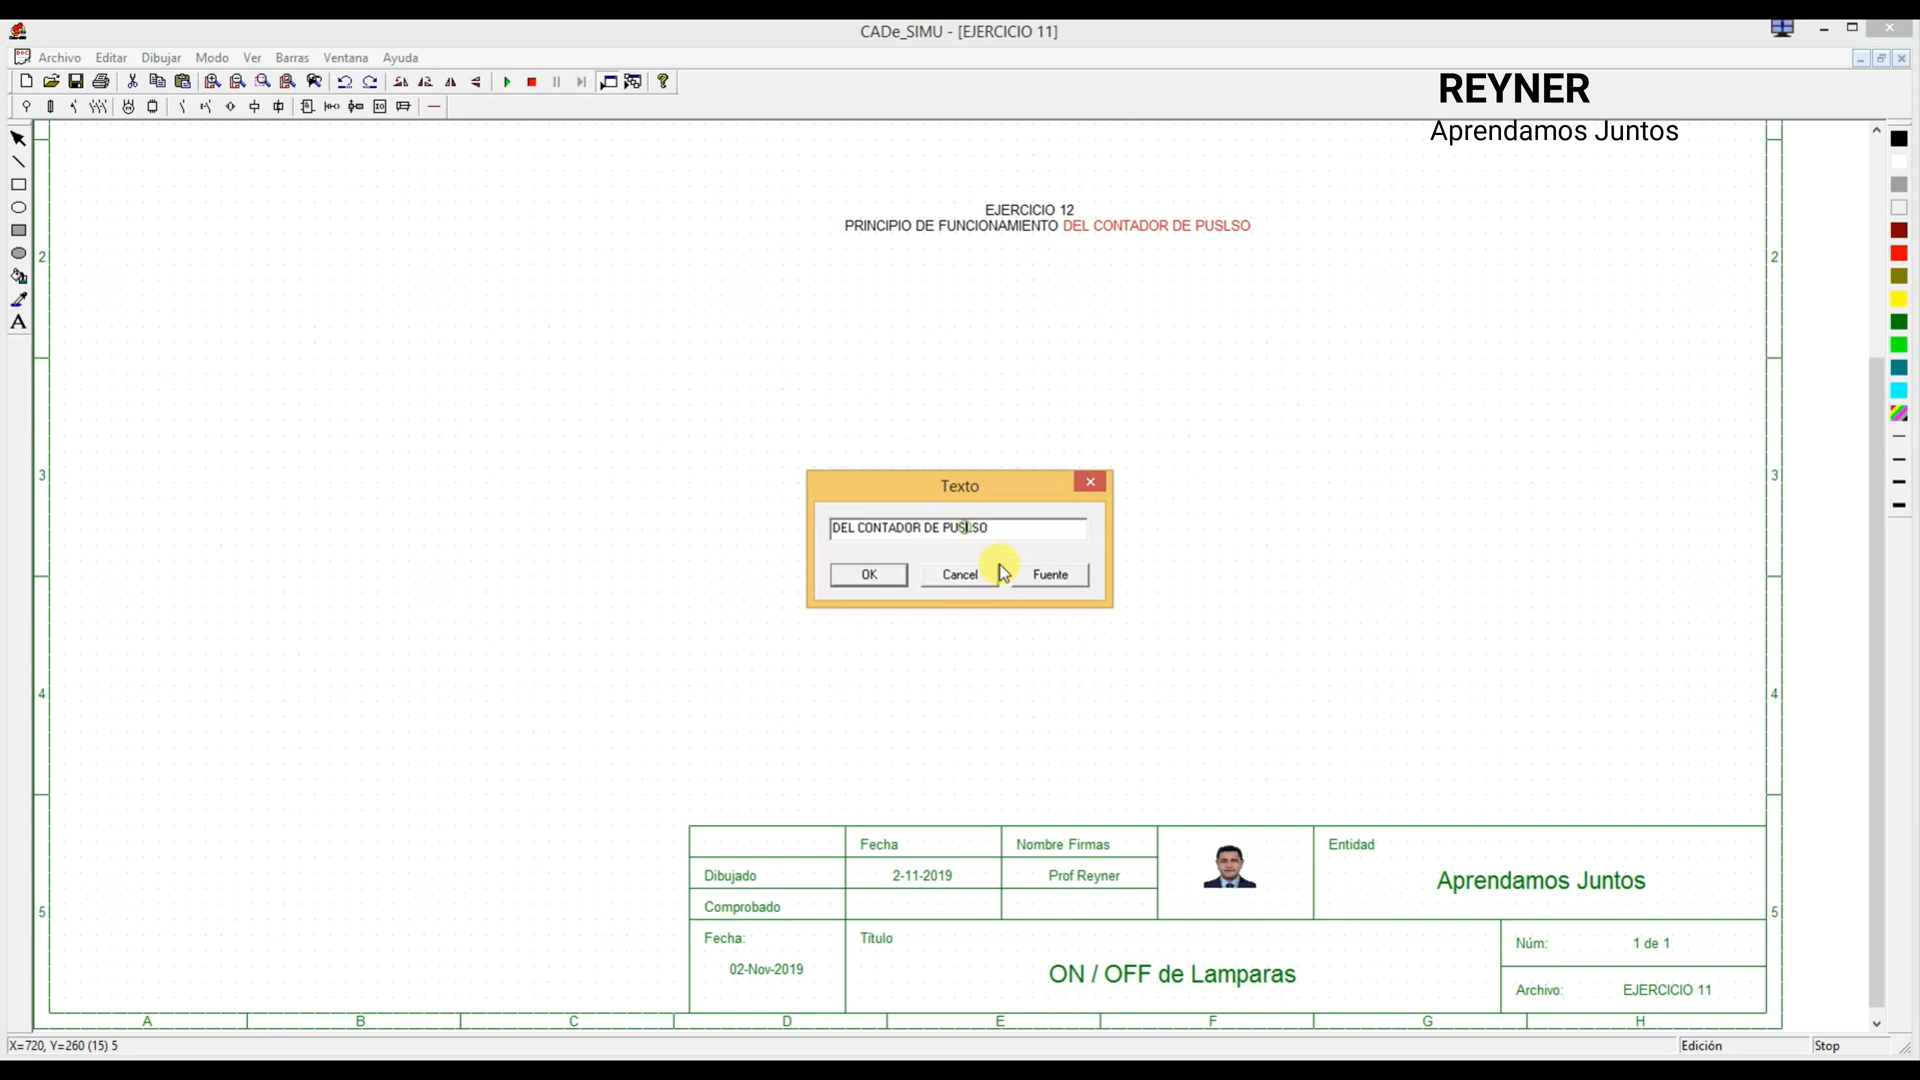 CADe_SIMU - [EJERCICIO 11]
Archivo Editar Dibujar Modo Ver Barras Ventana Ayuda
REYNER
Aprendamos Juntos
A
EJERCICIO 12
PRINCIPIO DE FUNCIONAMIENTO DEL CONTADOR DE PUSLSO
2 2
3 3
Texto
DEL CONTADOR DE PUSLSO
OK Cancel Fuente
4 4
Fecha Nombre Firmas Entidad
Dibujado 2-11-2019 Prof Reyner Aprendamos Juntos
Comprobado
5 5
Fecha: Título Núm: 1 de 1
02-Nov-2019 ON / OFF de Lamparas
Archivo: EJERCICIO 11
A B C D E F G H
X=720, Y=260 (15) 5 Edición Stop